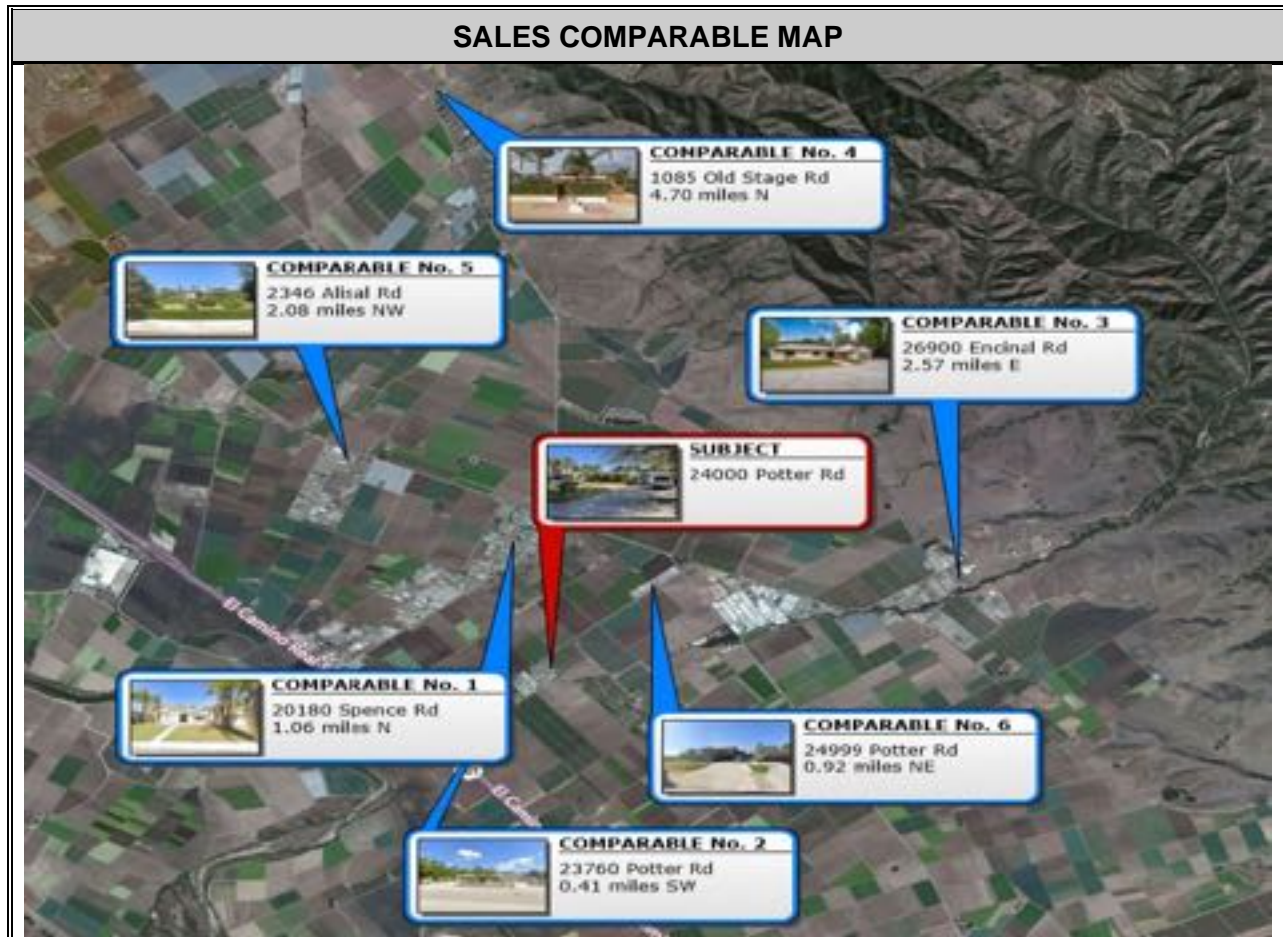 SALES COMPARABLE MAP
COMPARABLE No. 4
1085 Old Stage Rd
4.70 miles N
COMPARABLE No. 5
2346 Alisal Rd
2.08 miles NW
COMPARABLE No. 3
26900 Encinal Rd
2.57 miles E
SUBJECT
24000 Potter Rd
El Camino Real
COMPARABLE No. 1
20180 Spence Rd
1.06 miles N
COMPARABLE No. 6
24999 Potter Rd
0.92 miles NE
El Camino
COMPARABLE No. 2
23760 Potter Rd
0.41 miles SW